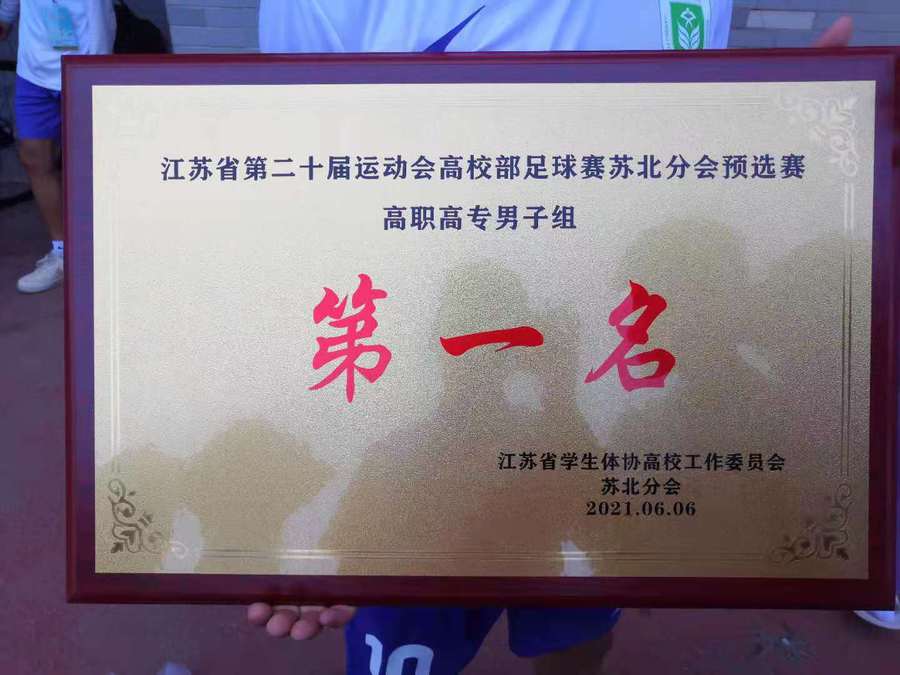 江苏省第二十届运动会高校部足球赛苏北分会预选赛
高职高专男子组
第一名
江苏省学生体协高校工作委员会
苏北分会
2021.06.06
10